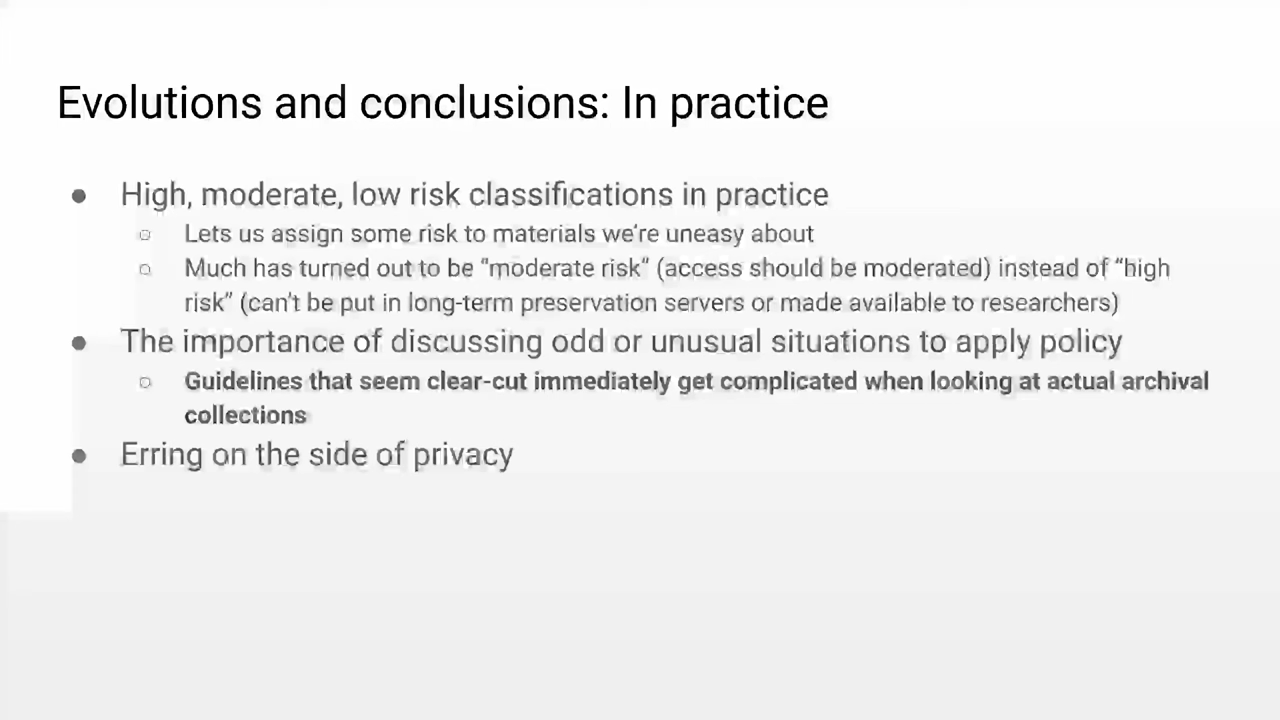 Evolutions and conclusions: In practice
● High, moderate, low risk classifications in practice
○ Lets us assign some risk to materials we're uneasy about
○ Much has turned out to be “moderate risk” (access should be moderated) instead of “high
risk” (can't be put in long-term preservation servers or made available to researchers)
● The importance of discussing odd or unusual situations to apply policy
○ Guidelines that seem clear-cut immediately get complicated when looking at actual archival
collections
● Erring on the side of privacy